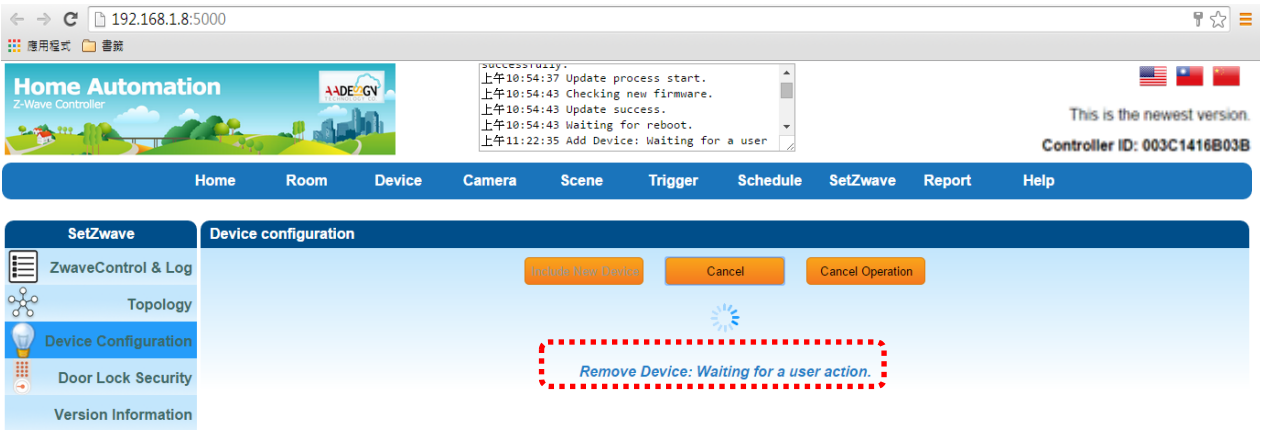 192.168.1.8:5000
應用程式 書籤
Home Automation
Z-Wave Controller
AADEOGV
TECHNOLOGY CO.
successfully.
上午10:54:37 Update process start.
上午10:54:43 Checking new firmware.
上午10:54:43 Update success.
上午10:54:43 Waiting for reboot.
上午11:22:35 Add Device: Waiting for a user
This is the newest version.
Controller ID: 003C1416B03B
Home Room Device Camera Scene Trigger Schedule SetZwave Report Help
SetZwave
ZwaveControl & Log
Topology
Device Configuration
Door Lock Security
Version Information
Device configuration
Include New Device Cancel Cancel Operation
Remove Device: Waiting for a user action.